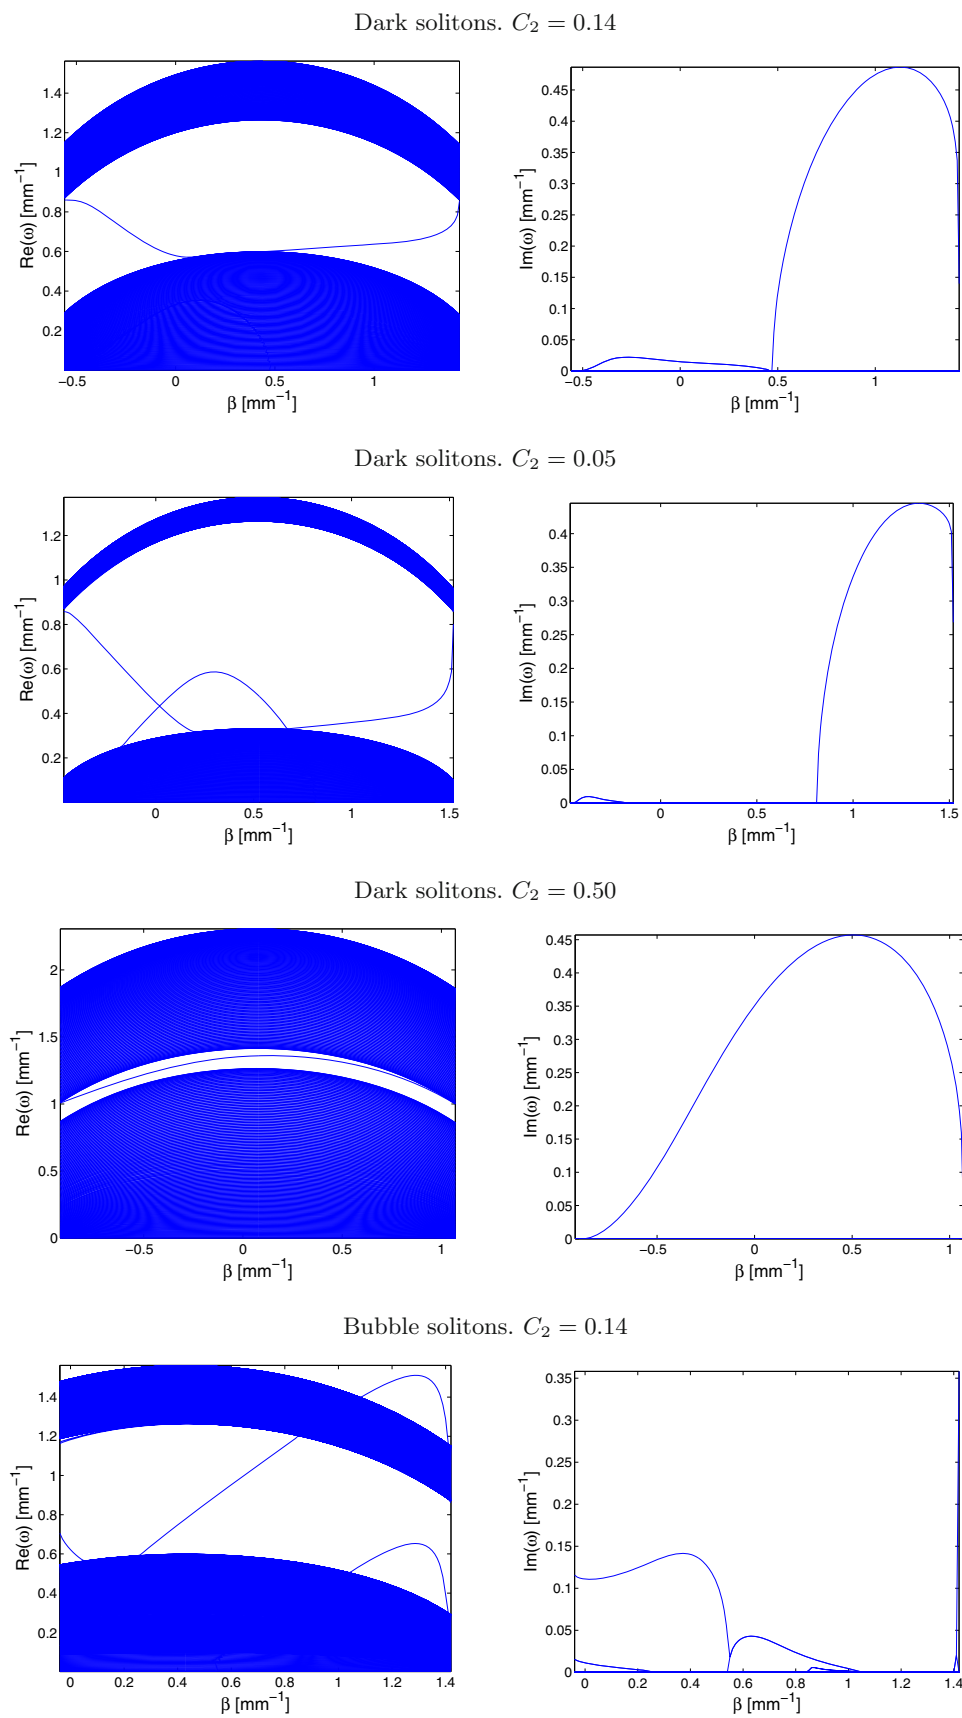 Dark solitons. C₂ = 0.14
1.4
1.2
1
0.8
0.6
0.4
0.2
Re(ω) [mm⁻¹]
−0.5 0 0.5 1
β [mm⁻¹]
0.45
0.4
0.35
0.3
0.25
0.2
0.15
0.1
0.05
0
Im(ω) [mm⁻¹]
−0.5 0 0.5 1
β [mm⁻¹]
Dark solitons. C₂ = 0.05
1.2
1
0.8
0.6
0.4
0.2
Re(ω) [mm⁻¹]
0 0.5 1 1.5
β [mm⁻¹]
0.4
0.35
0.3
0.25
0.2
0.15
0.1
0.05
0
Im(ω) [mm⁻¹]
0 0.5 1 1.5
β [mm⁻¹]
Dark solitons. C₂ = 0.50
2
1.5
1
0.5
0
Re(ω) [mm⁻¹]
−0.5 0 0.5 1
β [mm⁻¹]
0.45
0.4
0.35
0.3
0.25
0.2
0.15
0.1
0.05
0
Im(ω) [mm⁻¹]
−0.5 0 0.5 1
β [mm⁻¹]
Bubble solitons. C₂ = 0.14
1.4
1.2
1
0.8
0.6
0.4
0.2
Re(ω) [mm⁻¹]
0 0.2 0.4 0.6 0.8 1 1.2 1.4
β [mm⁻¹]
0.35
0.3
0.25
0.2
0.15
0.1
0.05
0
Im(ω) [mm⁻¹]
0 0.2 0.4 0.6 0.8 1 1.2 1.4
β [mm⁻¹]